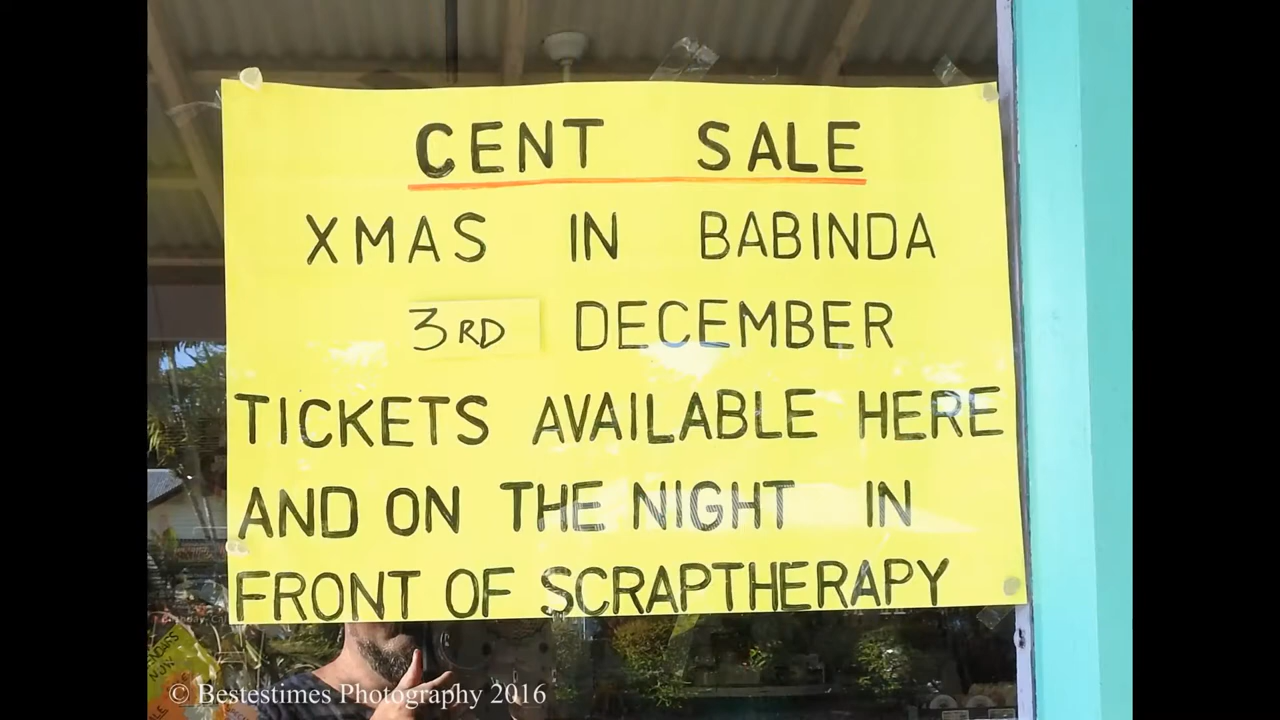 CENT SALE
XMAS IN BABINDA
3RD DECEMBER
TICKETS AVAILABLE HERE
AND ON THE NIGHT IN
FRONT OF SCRAPTHERAPY
NOW
© Bestestimes Photography 2016